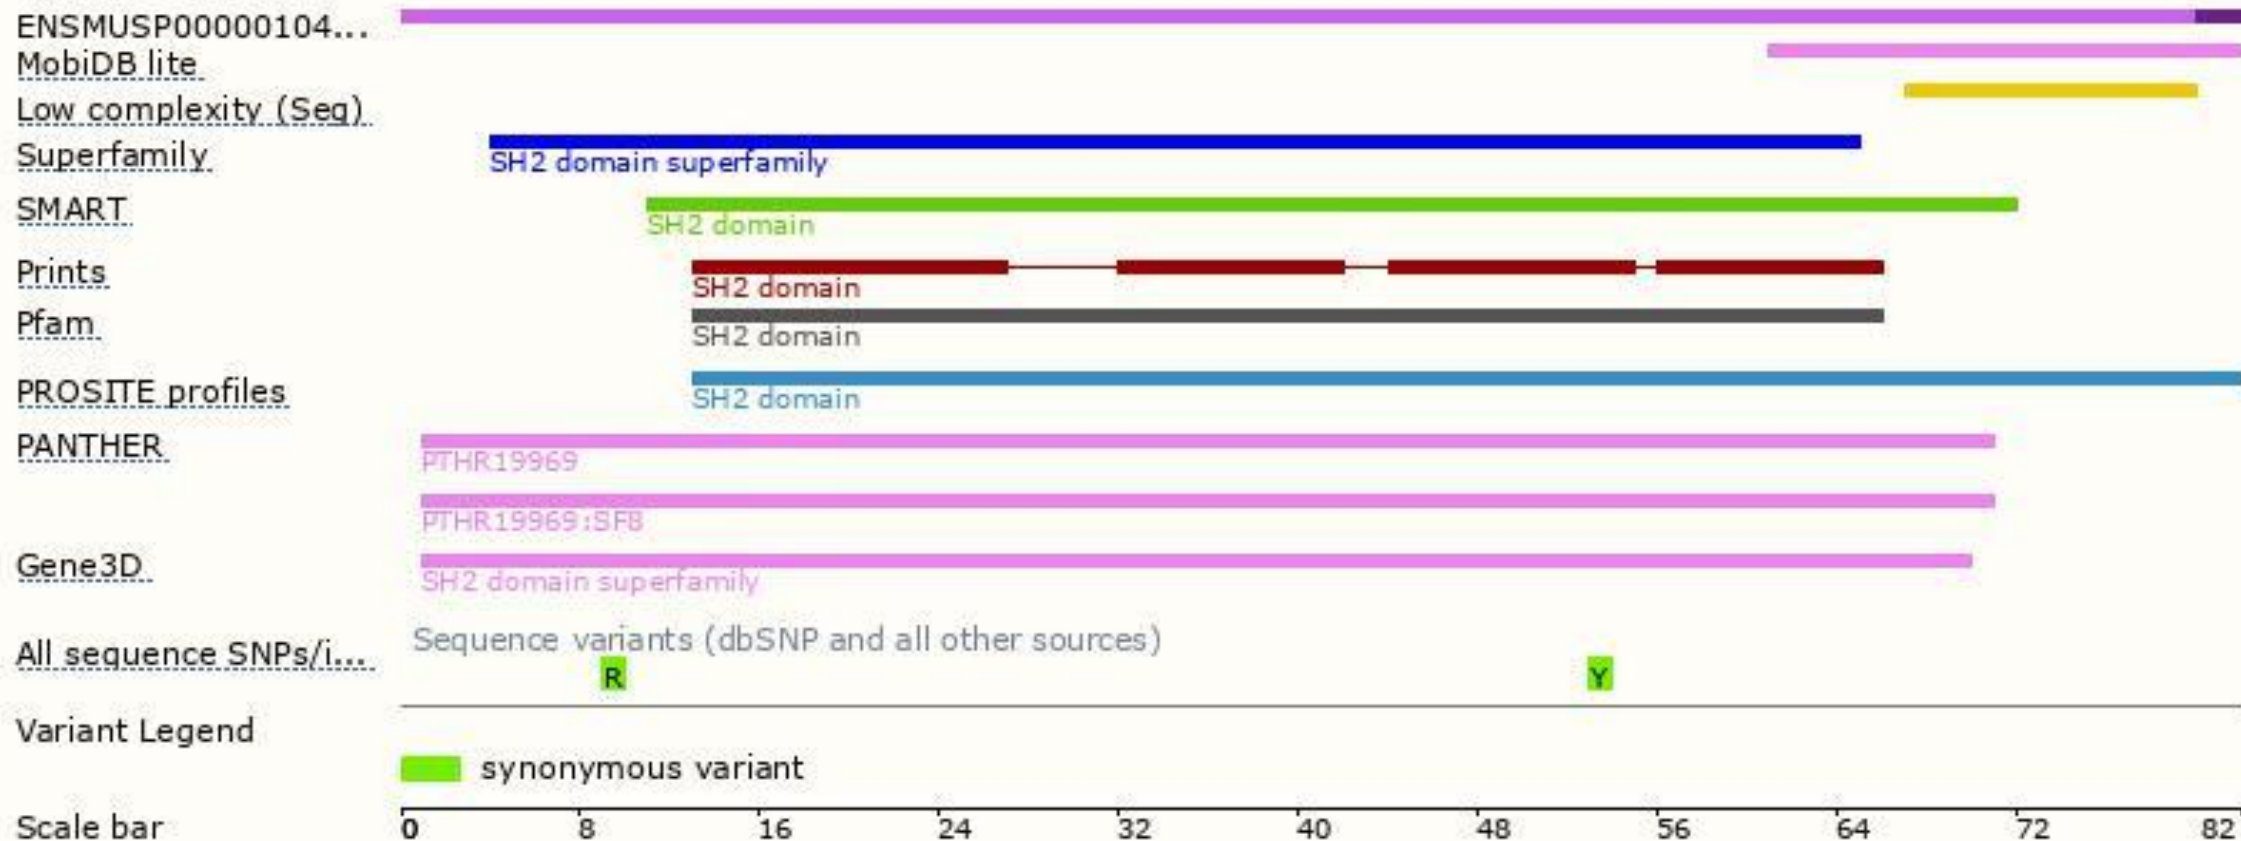 ENSMUSP00000104...
MobiDB lite
Low complexity (Seg)
Superfamily
SH2 domain superfamily
SMART
SH2 domain
Prints
SH2 domain
Pfam
SH2 domain
PROSITE profiles
SH2 domain
PANTHER
PTHR19969
PTHR19969:SF8
Gene3D
SH2 domain superfamily
All sequence SNPs/i...
Sequence variants (dbSNP and all other sources)
R Y
Variant Legend
synonymous variant
Scale bar 0 8 16 24 32 40 48 56 64 72 82